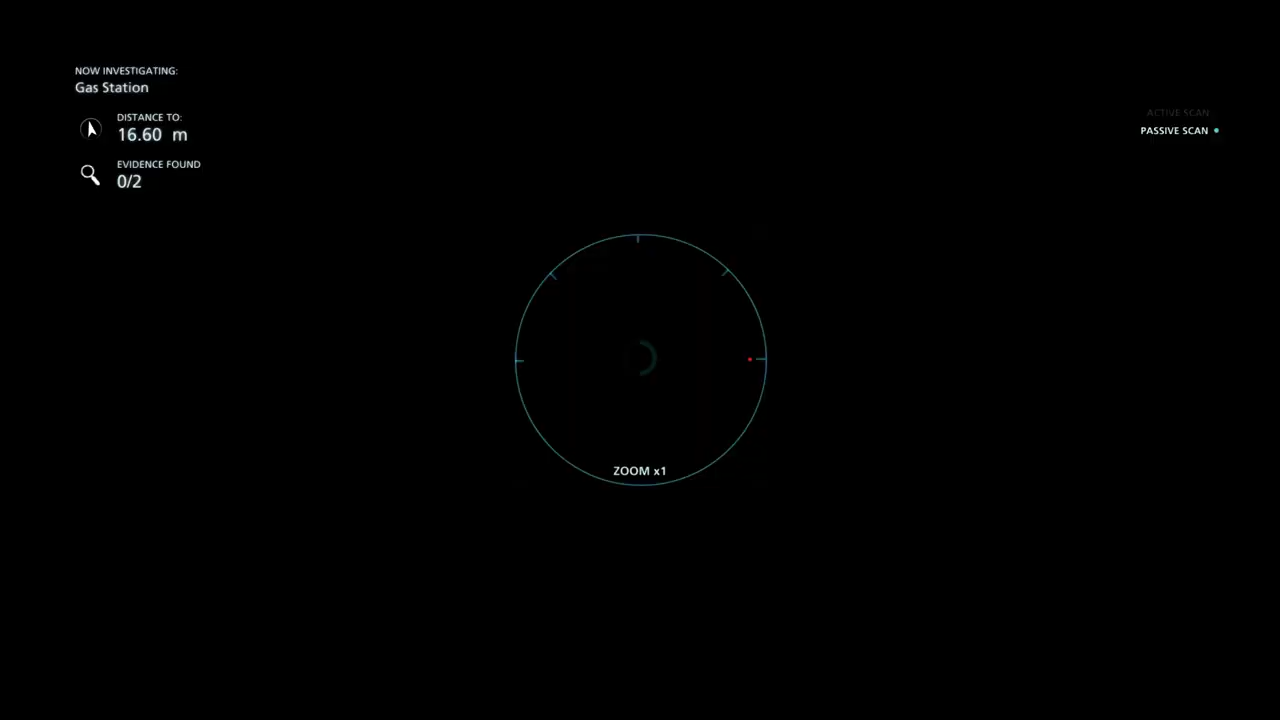 NOW INVESTIGATING:
Gas Station
DISTANCE TO:
16.60 m
EVIDENCE FOUND
0/2
ACTIVE SCAN
PASSIVE SCAN
ZOOM x1